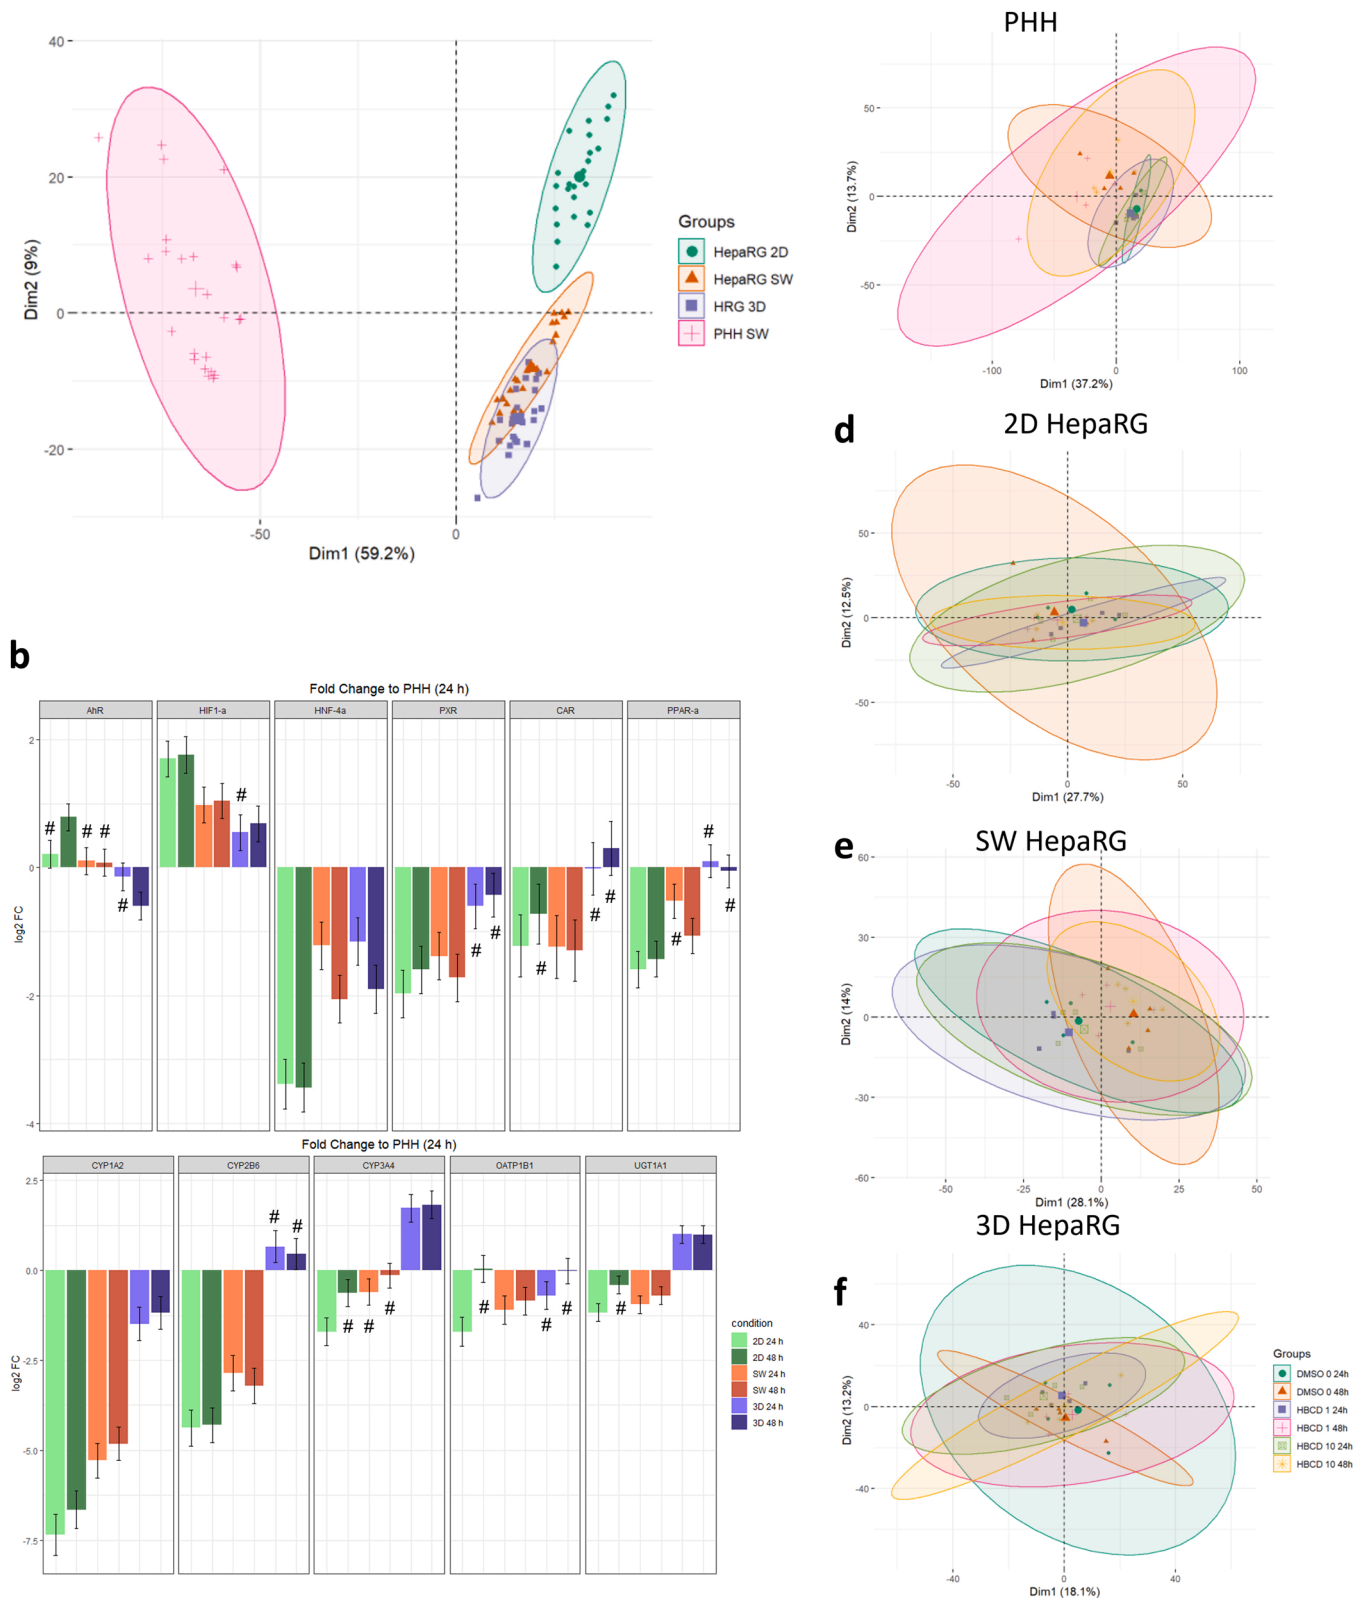 40
20
0
-20
Dim2 (9%)
-50
0
Dim1 (59.2%)
Groups
HepaRG 2D
HepaRG SW
HRG 3D
PHH SW
b
Fold Change to PHH (24 h)
AhR
HIF1-a
HNF-4a
PXR
CAR
PPAR-a
2
0
-2
-4
log2 FC
#
#
#
#
#
#
#
#
#
#
#
#
#
Fold Change to PHH (24 h)
CYP1A2
CYP2B6
CYP3A4
OATP1B1
UGT1A1
2.5
0.0
-2.5
-5.0
-7.5
log2 FC
#
#
#
#
#
#
#
#
#
condition
2D 24 h
2D 48 h
SW 24 h
SW 48 h
3D 24 h
3D 48 h
PHH
50
0
-50
Dim2 (13.7%)
-100
0
100
Dim1 (37.2%)
d
2D HepaRG
50
0
-50
Dim2 (12.5%)
-50
0
50
Dim1 (27.7%)
e
SW HepaRG
60
30
0
-30
-60
Dim2 (14%)
-50
-25
0
25
50
Dim1 (28.1%)
3D HepaRG
f
40
0
-40
Dim2 (13.2%)
-40
0
40
Dim1 (18.1%)
Groups
DMSO 0 24h
DMSO 0 48h
HBCD 1 24h
HBCD 1 48h
HBCD 10 24h
HBCD 10 48h